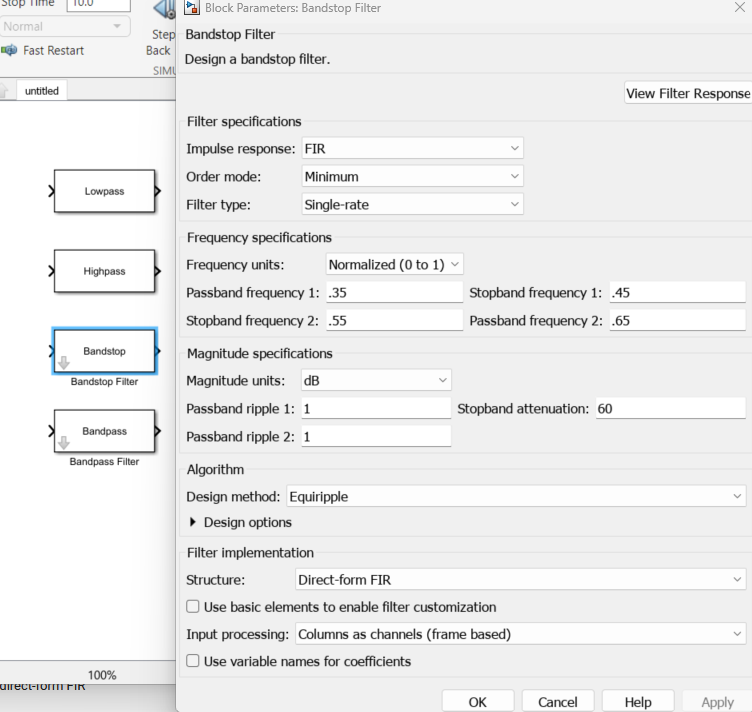 Stop Time 10.0
Normal
Fast Restart
Step
Back
SIMU
untitled
Lowpass
Highpass
Bandstop
Bandstop Filter
Bandpass
Bandpass Filter
100%
direct-form FIR
Block Parameters: Bandstop Filter
Bandstop Filter
Design a bandstop filter.
View Filter Response
Filter specifications
Impulse response: FIR
Order mode: Minimum
Filter type: Single-rate
Frequency specifications
Frequency units: Normalized (0 to 1)
Passband frequency 1: .35 Stopband frequency 1: .45
Stopband frequency 2: .55 Passband frequency 2: .65
Magnitude specifications
Magnitude units: dB
Passband ripple 1: 1 Stopband attenuation: 60
Passband ripple 2: 1
Algorithm
Design method: Equiripple
Design options
Filter implementation
Structure: Direct-form FIR
Use basic elements to enable filter customization
Input processing: Columns as channels (frame based)
Use variable names for coefficients
OK Cancel Help Apply